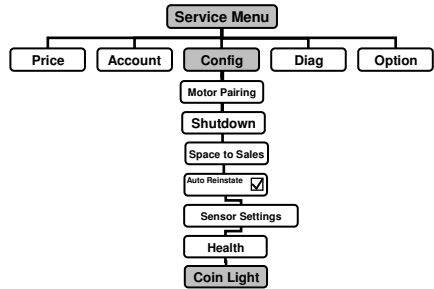 Service Menu
Price Account Config Diag Option
Motor Pairing
Shutdown
Space to Sales
Auto Reinstate
Sensor Settings
Health
Coin Light